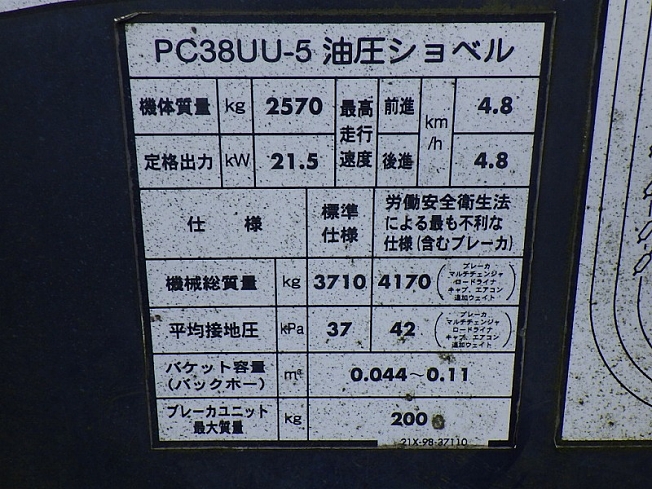 PC38UU-5 油圧ショベル
機体質量 kg 2570 最高走行速度 前進 km/h 4.8
定格出力 kW 21.5 後進 4.8
仕様 標準仕様 労働安全衛生法による最も不利な仕様(含むブレーカ)
機械総質量 kg 3710 4170 (ブレーカ マルチチェンジャ ロードライナ キャブ、エアコン 追加ウェイト)
平均接地圧 kPa 37 42 (ブレーカ、マルチチェンジャ ロードライナ キャブ、エアコン 追加ウェイト)
バケット容量(バックホー) m³ 0.044~0.11
ブレーカユニット最大質量 kg 200
21X-98-37110